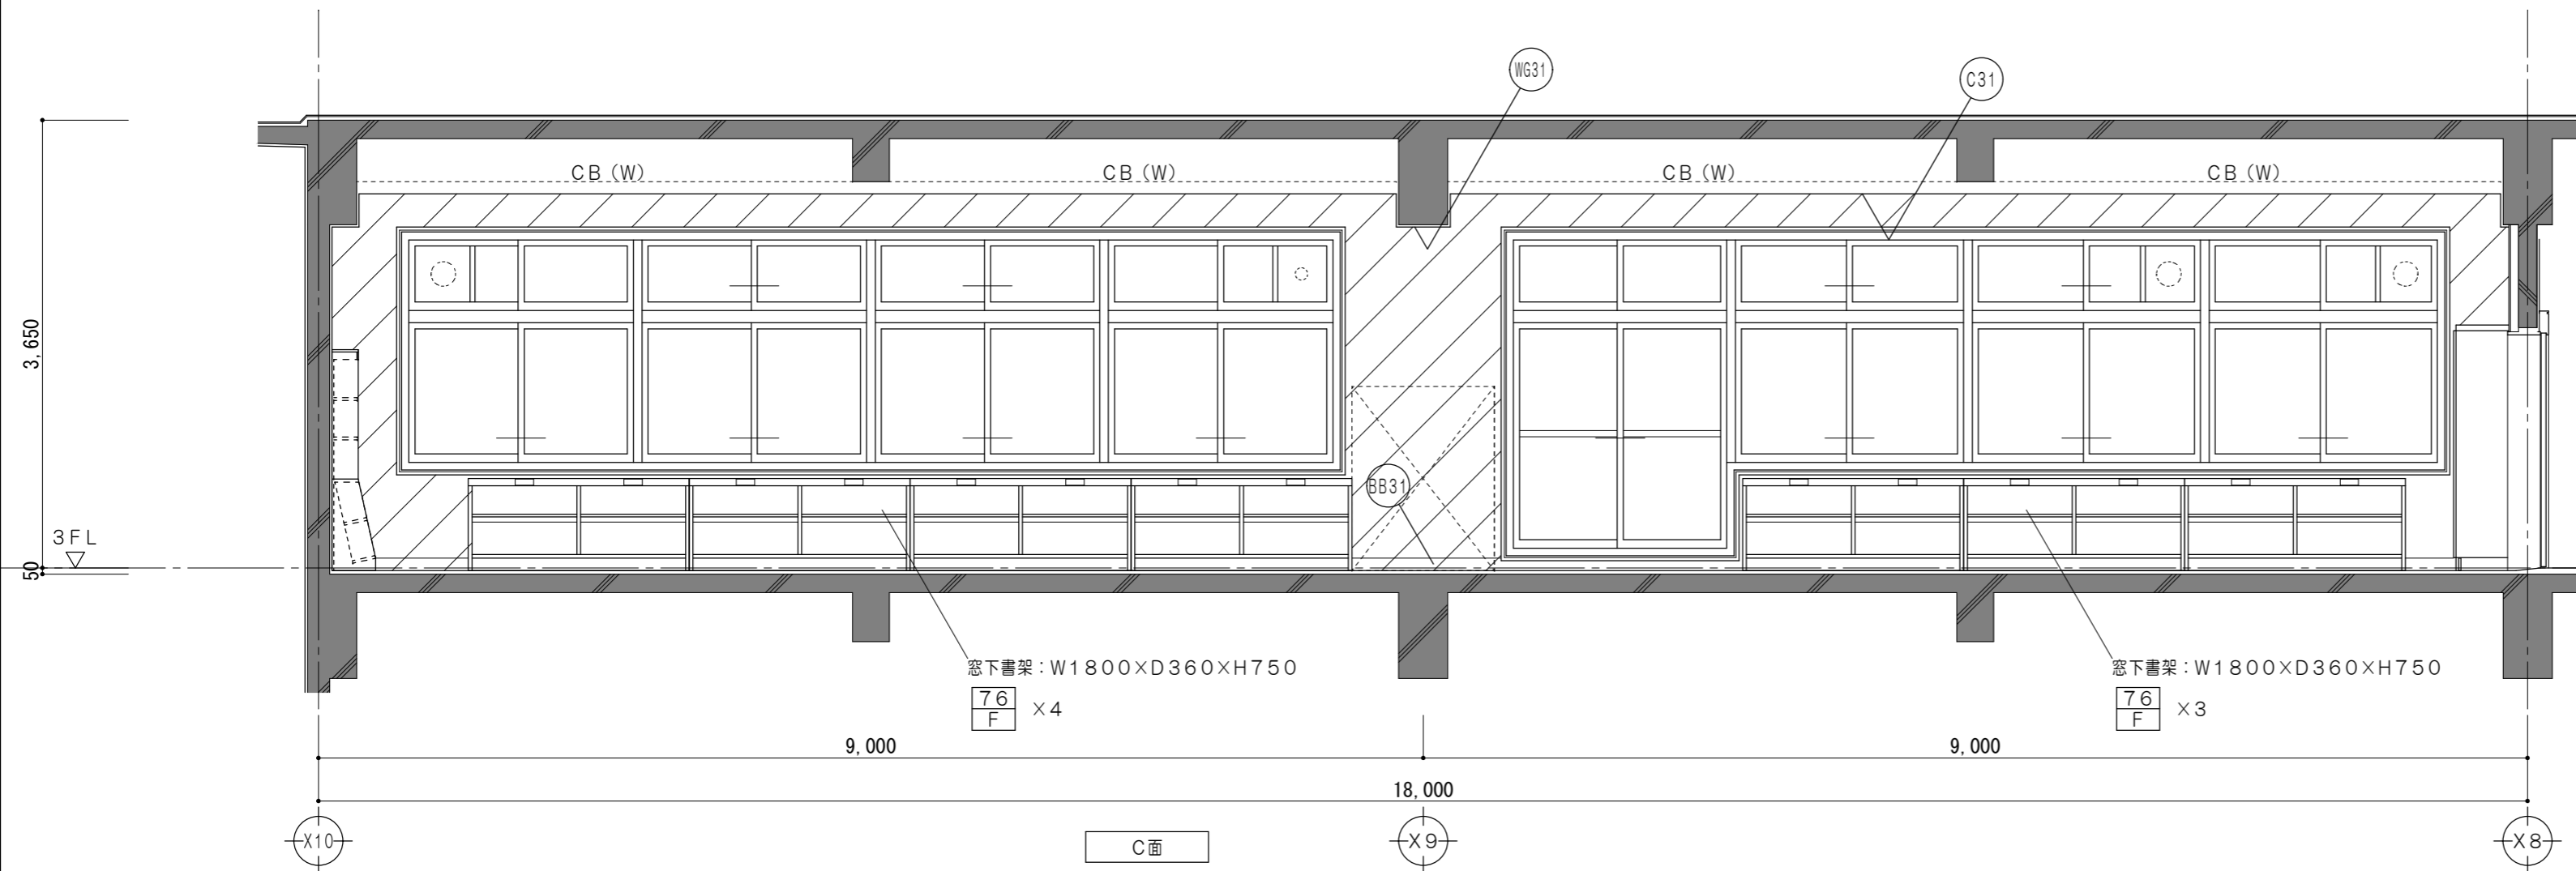 WG31
C31
CB(W)
CB(W)
CB(W)
CB(W)
3,650
BB31
3FL
50
窓下書架：W1800×D360×H750
76
F
×4
窓下書架：W1800×D360×H750
76
F
×3
9,000
9,000
18,000
X10
C面
X9
X8